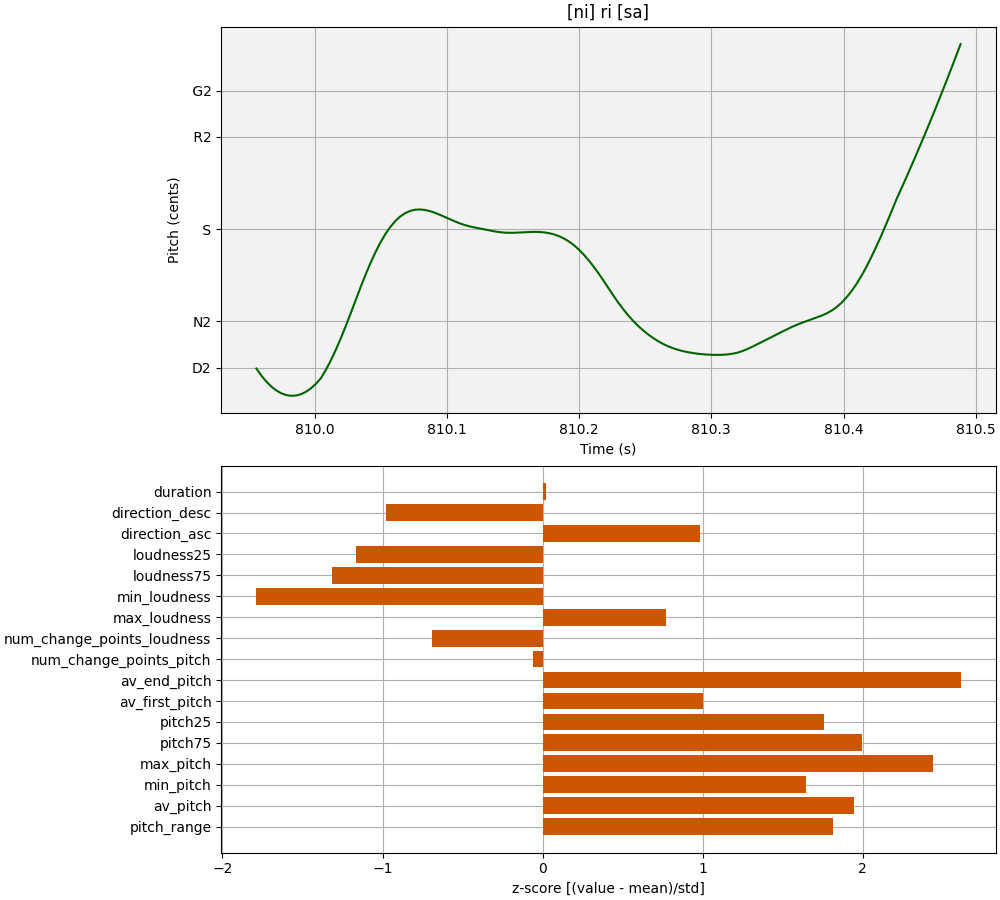 [ni] ri [sa]
G2
R2
S
N2
D2
Pitch (cents)
810.0 810.1 810.2 810.3 810.4 810.5
Time (s)
duration
direction_desc
direction_asc
loudness25
loudness75
min_loudness
max_loudness
num_change_points_loudness
num_change_points_pitch
av_end_pitch
av_first_pitch
pitch25
pitch75
max_pitch
min_pitch
av_pitch
pitch_range
−2 −1 0 1 2
z-score [(value - mean)/std]